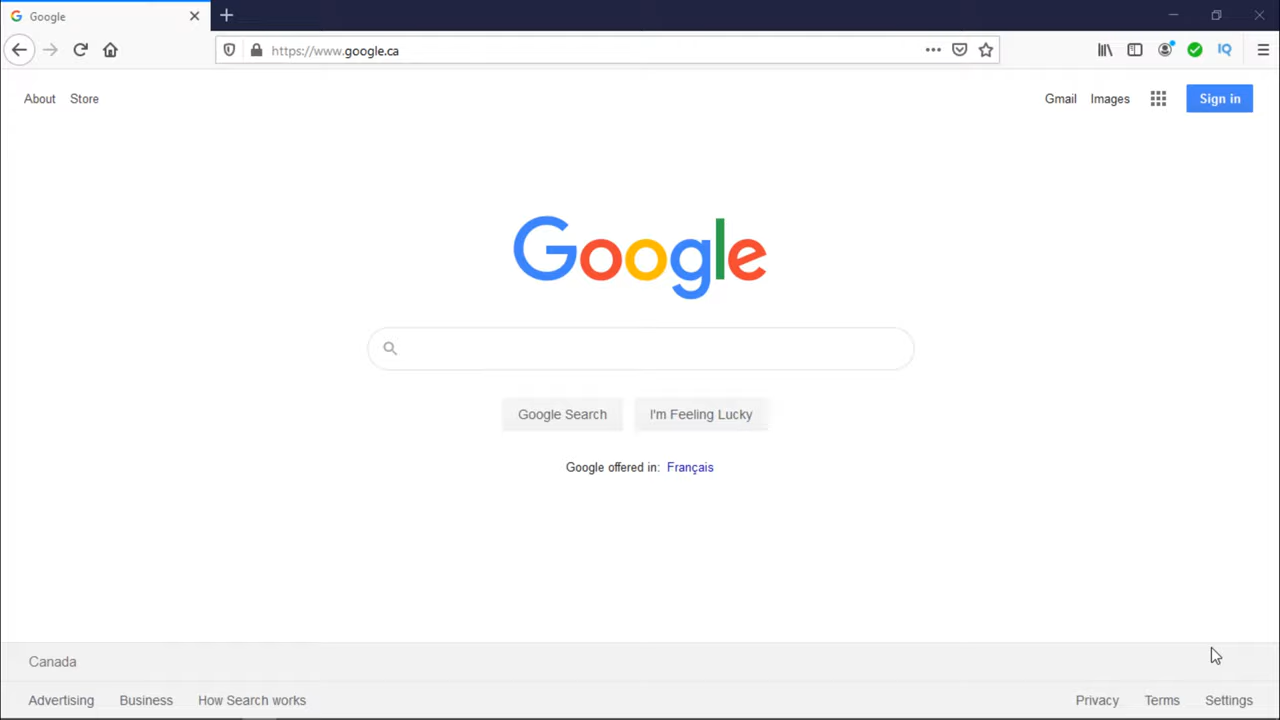 Google
https://www.google.ca
IQ
About Store
Gmail Images Sign in
Google
Google Search I'm Feeling Lucky
Google offered in: Français
Canada
Advertising Business How Search works
Privacy Terms Settings